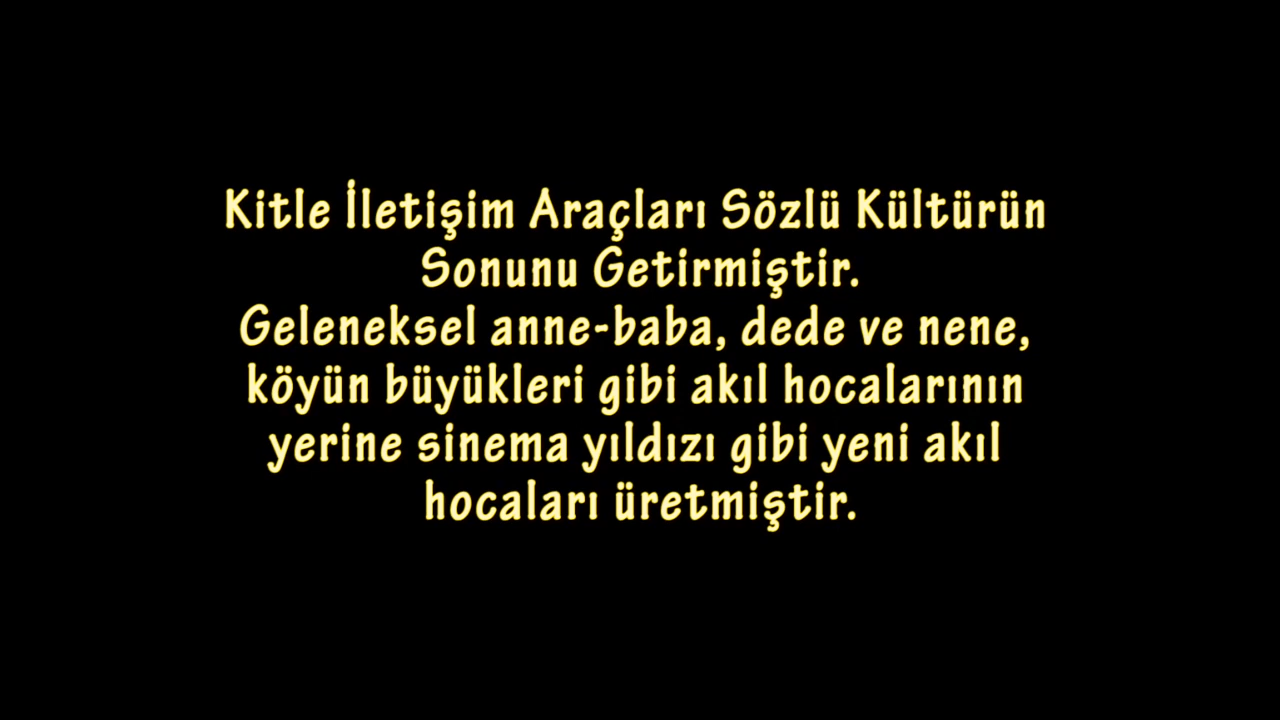 Kitle İletişim Araçları Sözlü Kültürün
Sonunu Getirmiştir.
Geleneksel anne-baba, dede ve nene,
köyün büyükleri gibi akıl hocalarının
yerine sinema yıldızı gibi yeni akıl
hocaları üretmiştir.